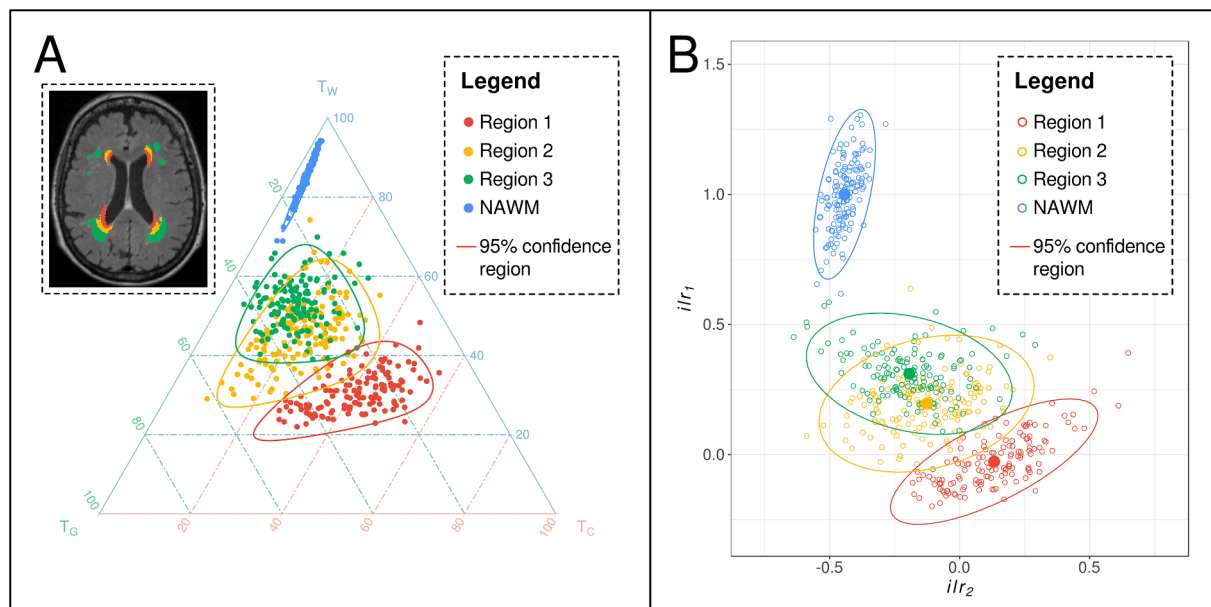 A
T_W
100
80
60
40
20
20
40
60
80
100
T_G
20
40
60
80
100
T_C
Legend
Region 1
Region 2
Region 3
NAWM
95% confidence
region
B
1.5
1.0
0.5
0.0
ilr_1
-0.5
0.0
0.5
ilr_2
Legend
Region 1
Region 2
Region 3
NAWM
95% confidence
region